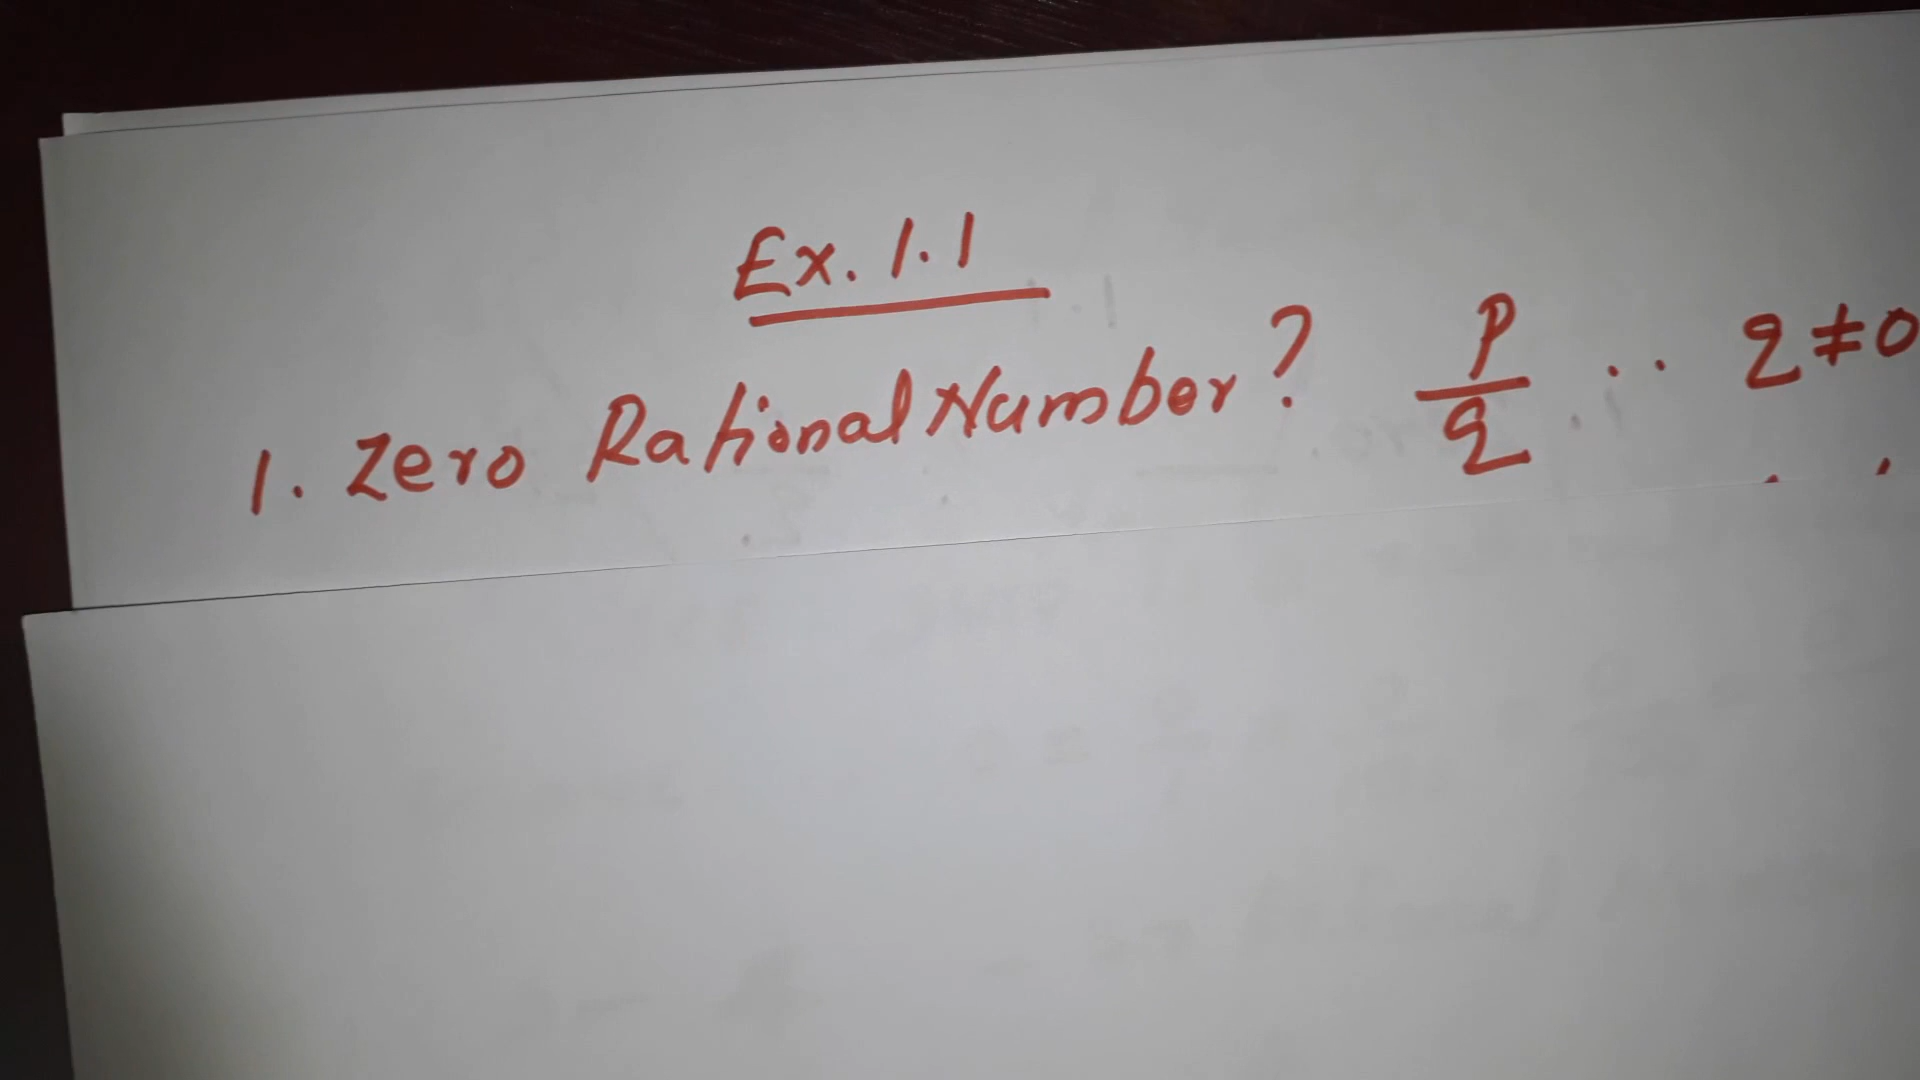 Ex. 1.1
1. Zero Rational Number? p/q .. q≠0